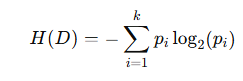 H(D) = − ∑_{i=1}^{k} p_i log_2(p_i)